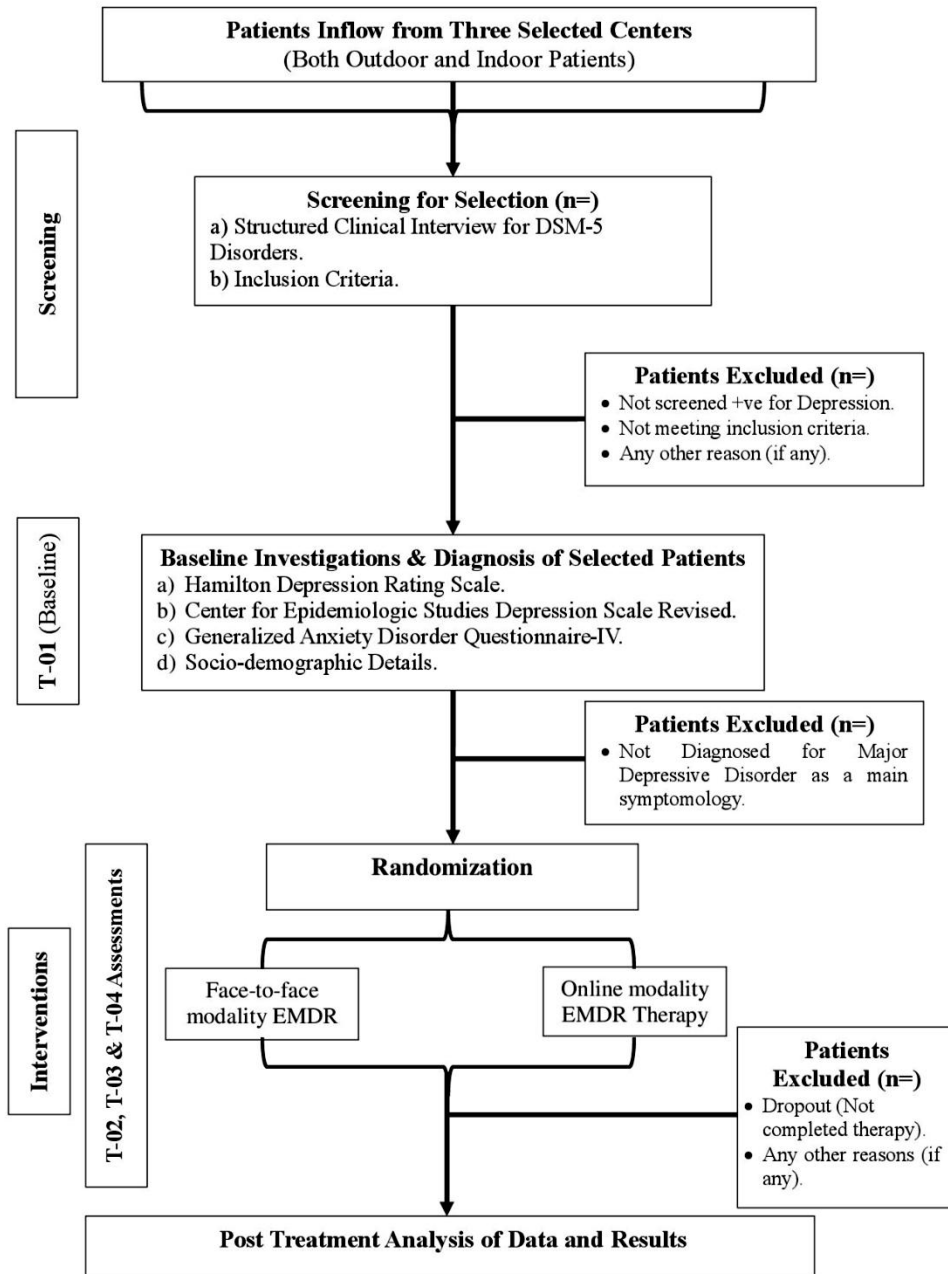 Patients Inflow from Three Selected Centers
(Both Outdoor and Indoor Patients)
Screening
Screening for Selection (n=)
a) Structured Clinical Interview for DSM-5
Disorders.
b) Inclusion Criteria.
Patients Excluded (n=)
• Not screened +ve for Depression.
• Not meeting inclusion criteria.
• Any other reason (if any).
T-01 (Baseline)
Baseline Investigations & Diagnosis of Selected Patients
a) Hamilton Depression Rating Scale.
b) Center for Epidemiologic Studies Depression Scale Revised.
c) Generalized Anxiety Disorder Questionnaire-IV.
d) Socio-demographic Details.
Patients Excluded (n=)
• Not Diagnosed for Major
Depressive Disorder as a main
symptomology.
Interventions
T-02, T-03 & T-04 Assessments
Randomization
Face-to-face
modality EMDR
Online modality
EMDR Therapy
Patients
Excluded (n=)
• Dropout (Not
completed therapy).
• Any other reasons (if
any).
Post Treatment Analysis of Data and Results